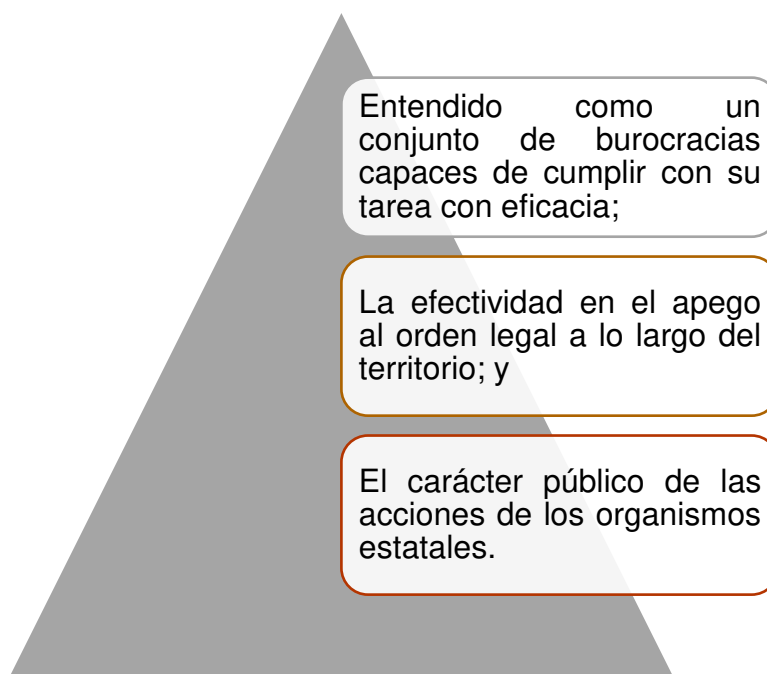 Entendido como un
conjunto de burocracias
capaces de cumplir con su
tarea con eficacia;
La efectividad en el apego
al orden legal a lo largo del
territorio; y
El carácter público de las
acciones de los organismos
estatales.